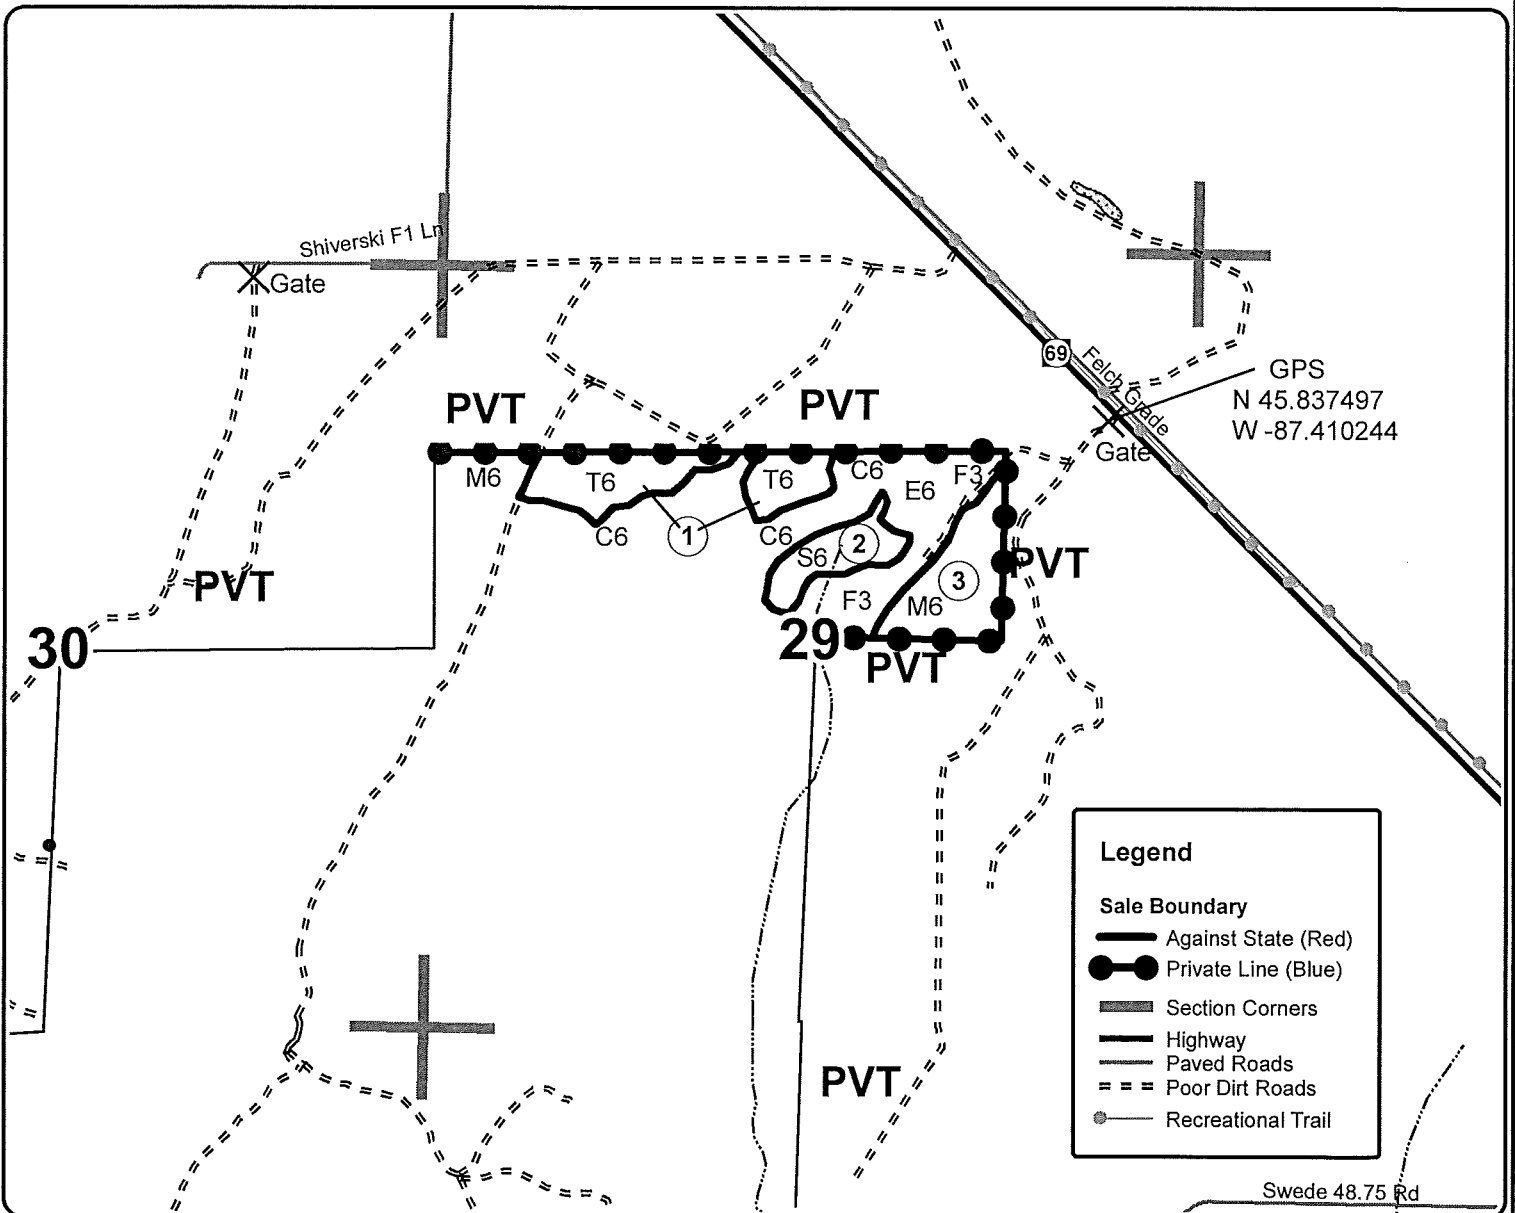 Shiverski F1 Ln
Gate
69
Felch Grade
GPS
N 45.837497
W -87.410244
Gate
PVT
PVT
M6
T6
T6
C6
E6
F3
C6
1
C6
2
S6
3
F3
M6
PVT
PVT
30
29
PVT
PVT
Legend
Sale Boundary
Against State (Red)
Private Line (Blue)
Section Corners
Highway
Paved Roads
Poor Dirt Roads
Recreational Trail
Swede 48.75 Rd